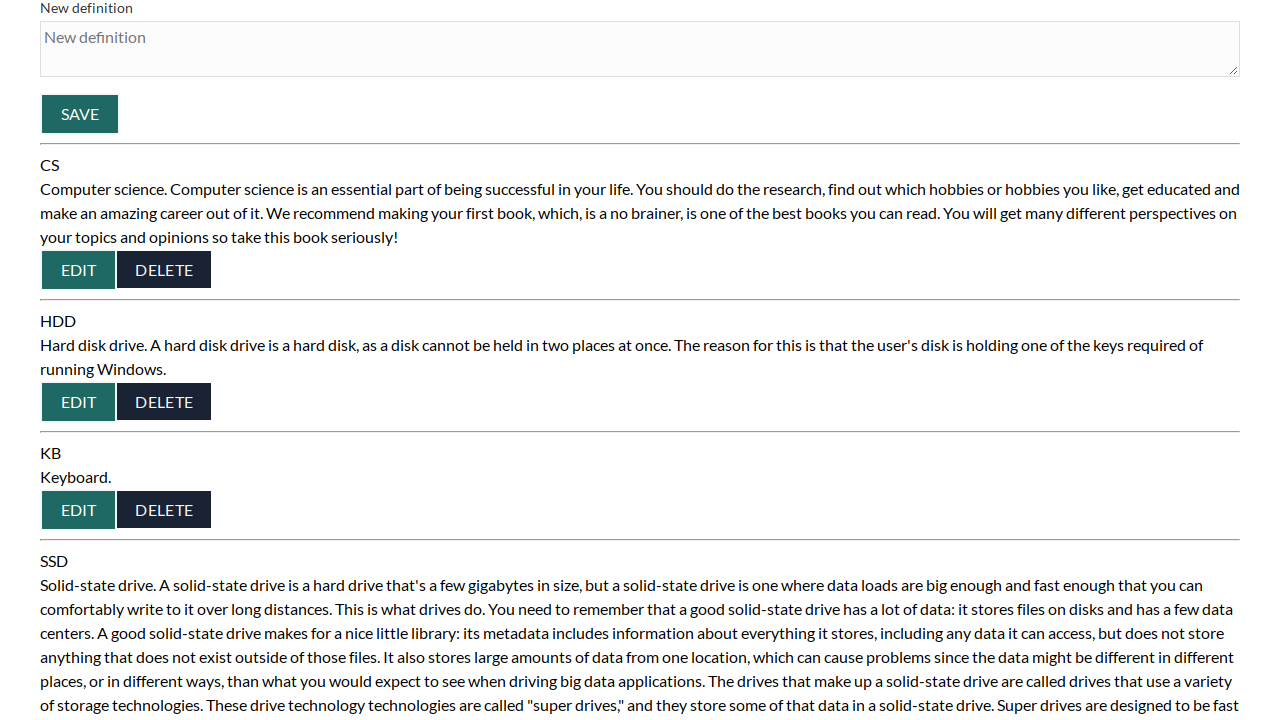 New definition
New definition
SAVE
CS
Computer science. Computer science is an essential part of being successful in your life. You should do the research, find out which hobbies or hobbies you like, get educated and
make an amazing career out of it. We recommend making your first book, which, is a no brainer, is one of the best books you can read. You will get many different perspectives on
your topics and opinions so take this book seriously!
EDIT DELETE
HDD
Hard disk drive. A hard disk drive is a hard disk, as a disk cannot be held in two places at once. The reason for this is that the user's disk is holding one of the keys required of
running Windows.
EDIT DELETE
KB
Keyboard.
EDIT DELETE
SSD
Solid-state drive. A solid-state drive is a hard drive that's a few gigabytes in size, but a solid-state drive is one where data loads are big enough and fast enough that you can
comfortably write to it over long distances. This is what drives do. You need to remember that a good solid-state drive has a lot of data: it stores files on disks and has a few data
centers. A good solid-state drive makes for a nice little library: its metadata includes information about everything it stores, including any data it can access, but does not store
anything that does not exist outside of those files. It also stores large amounts of data from one location, which can cause problems since the data might be different in different
places, or in different ways, than what you would expect to see when driving big data applications. The drives that make up a solid-state drive are called drives that use a variety
of storage technologies. These drive technology technologies are called "super drives," and they store some of that data in a solid-state drive. Super drives are designed to be fast